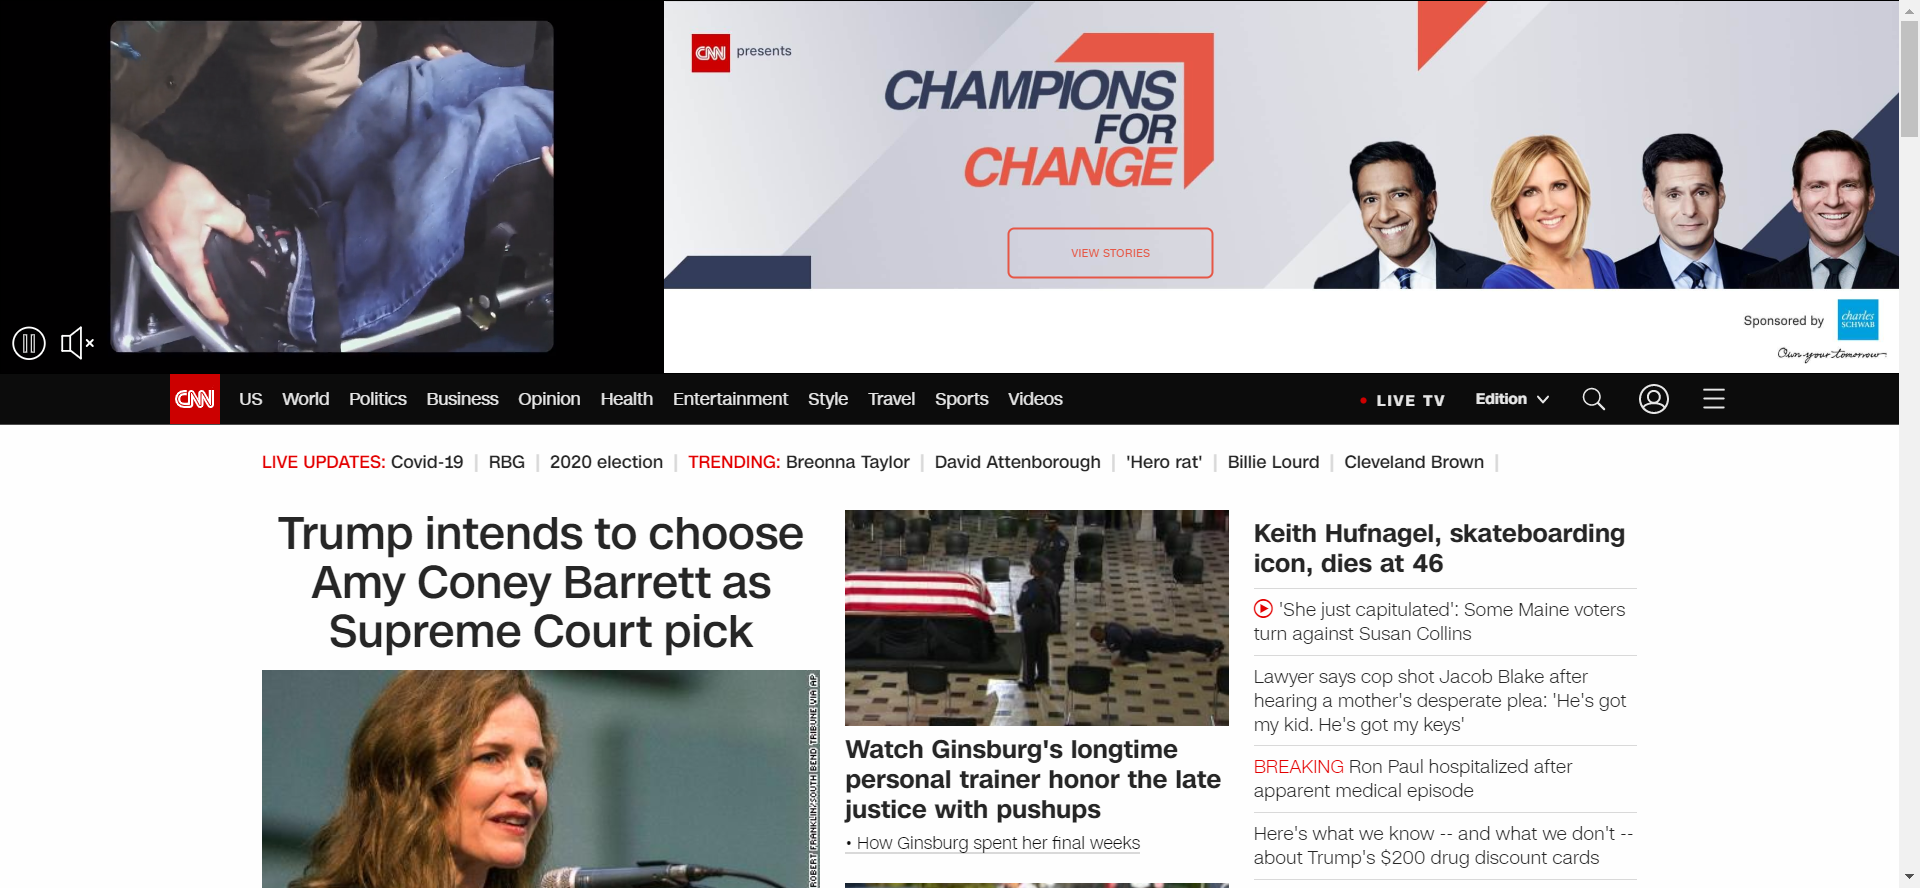 CNN presents
CHAMPIONS
FOR
CHANGE
VIEW STORIES
Sponsored by
charles
SCHWAB
Own your tomorrow
CNN US World Politics Business Opinion Health Entertainment Style Travel Sports Videos LIVE TV Edition
LIVE UPDATES: Covid-19 | RBG | 2020 election | TRENDING: Breonna Taylor | David Attenborough | 'Hero rat' | Billie Lourd | Cleveland Brown |
Trump intends to choose
Amy Coney Barrett as
Supreme Court pick
ROBERT FRANKLIN/SOUTH BEND TRIBUNE VIA AP
Watch Ginsburg's longtime
personal trainer honor the late
justice with pushups
• How Ginsburg spent her final weeks
Keith Hufnagel, skateboarding
icon, dies at 46
'She just capitulated': Some Maine voters
turn against Susan Collins
Lawyer says cop shot Jacob Blake after
hearing a mother's desperate plea: 'He's got
my kid. He's got my keys'
BREAKING Ron Paul hospitalized after
apparent medical episode
Here's what we know -- and what we don't --
about Trump's $200 drug discount cards